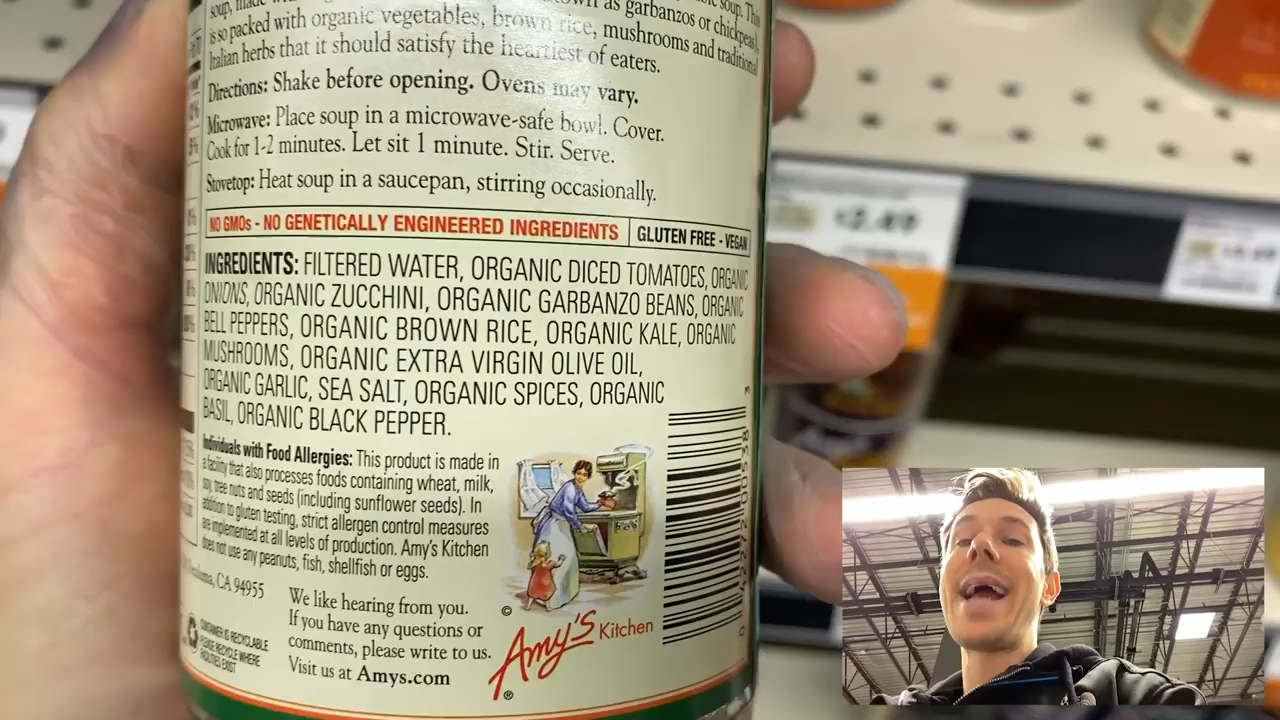 soup, made
soup. This
as garbanzos or chickpeas)
is so packed with organic vegetables, brown rice, mushrooms and traditional
Italian herbs that it should satisfy the heartiest of eaters.
Directions: Shake before opening. Ovens may vary.
Microwave: Place soup in a microwave-safe bowl. Cover.
Cook for 1-2 minutes. Let sit 1 minute. Stir. Serve.
Stovetop: Heat soup in a saucepan, stirring occasionally.
NO GMOs - NO GENETICALLY ENGINEERED INGREDIENTS
GLUTEN FREE - VEGAN
INGREDIENTS: FILTERED WATER, ORGANIC DICED TOMATOES, ORGANIC
ONIONS, ORGANIC ZUCCHINI, ORGANIC GARBANZO BEANS, ORGANIC
BELL PEPPERS, ORGANIC BROWN RICE, ORGANIC KALE, ORGANIC
MUSHROOMS, ORGANIC EXTRA VIRGIN OLIVE OIL,
ORGANIC GARLIC, SEA SALT, ORGANIC SPICES, ORGANIC
BASIL, ORGANIC BLACK PEPPER.
Individuals with Food Allergies: This product is made in
a facility that also processes foods containing wheat, milk,
soy, tree nuts and seeds (including sunflower seeds). In
addition to gluten testing, strict allergen control measures
are implemented at all levels of production. Amy's Kitchen
does not use any peanuts, fish, shellfish or eggs.
CA 94955
CONTAINER IS RECYCLABLE
PLEASE RECYCLE WHERE
FACILITIES EXIST
We like hearing from you.
If you have any questions or
comments, please write to us.
Visit us at Amys.com
©
Amy's Kitchen
®
2.49